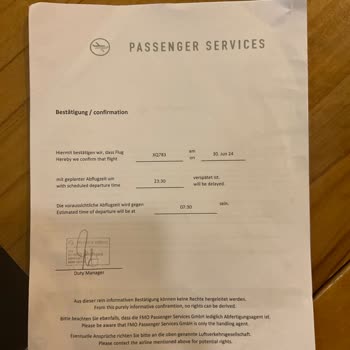 PASSENGER SERVICES
Bestätigung / confirmation
Hiermit bestätigen wir, dass Flug am
Hereby we confirm that flight XQ793 on 30. Jun 24
mit geplanter Abflugzeit um verspätet ist.
with scheduled departure time 23:30 will be delayed.
Die voraussichtliche Abflugzeit wird gegen sein.
Estimated time of departure will be at 07:30
Duty Manager
Aus dieser rein informativen Bestätigung können keine Rechte hergeleitet werden.
From this purely informative confirmation, no rights can be derived.
Bitte beachten Sie ebenfalls, dass die FMO Passenger Services GmbH lediglich Abfertigungsagent ist.
Please be aware that FMO Passenger Services GmbH is only the handling agent.
Eventuelle Ansprüche richten Sie bitte an die oben genannte Luftverkehrsgesellschaft.
Please contact the airline mentioned above for potential rights.